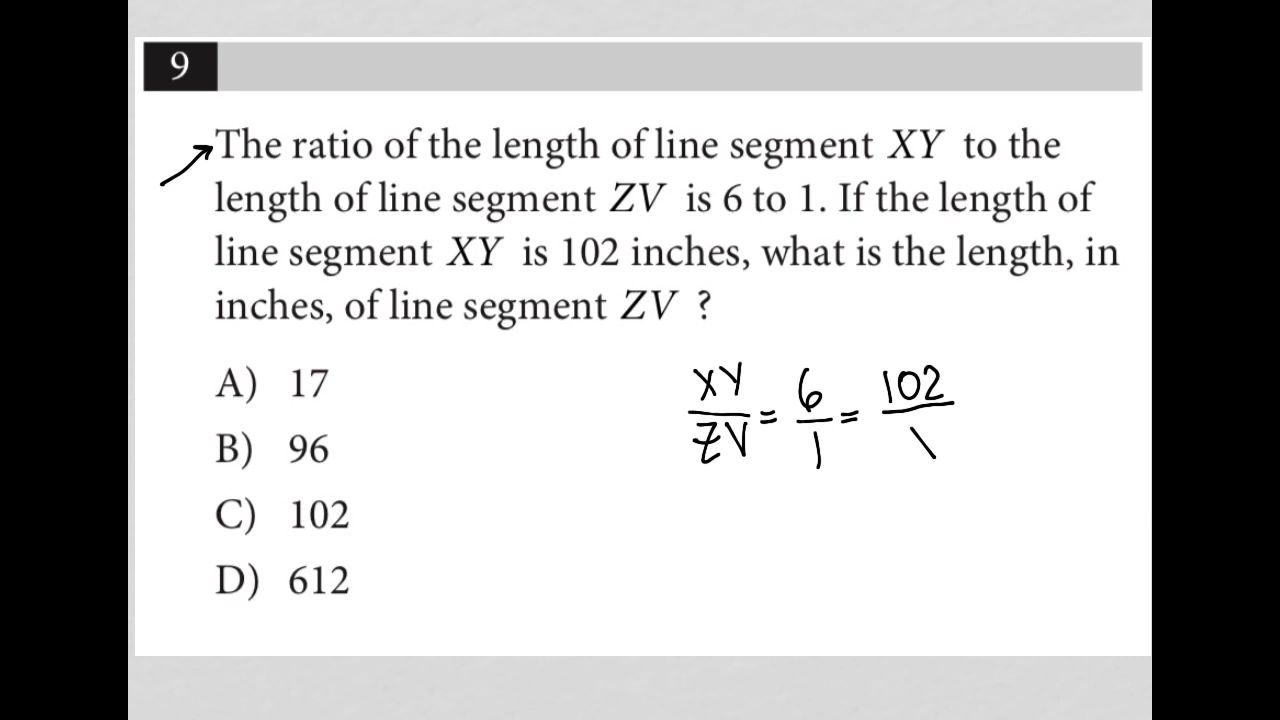 9
The ratio of the length of line segment XY to the
length of line segment ZV is 6 to 1. If the length of
line segment XY is 102 inches, what is the length, in
inches, of line segment ZV ?
A) 17
B) 96
C) 102
D) 612
XY/ZV = 6/1 = 102/